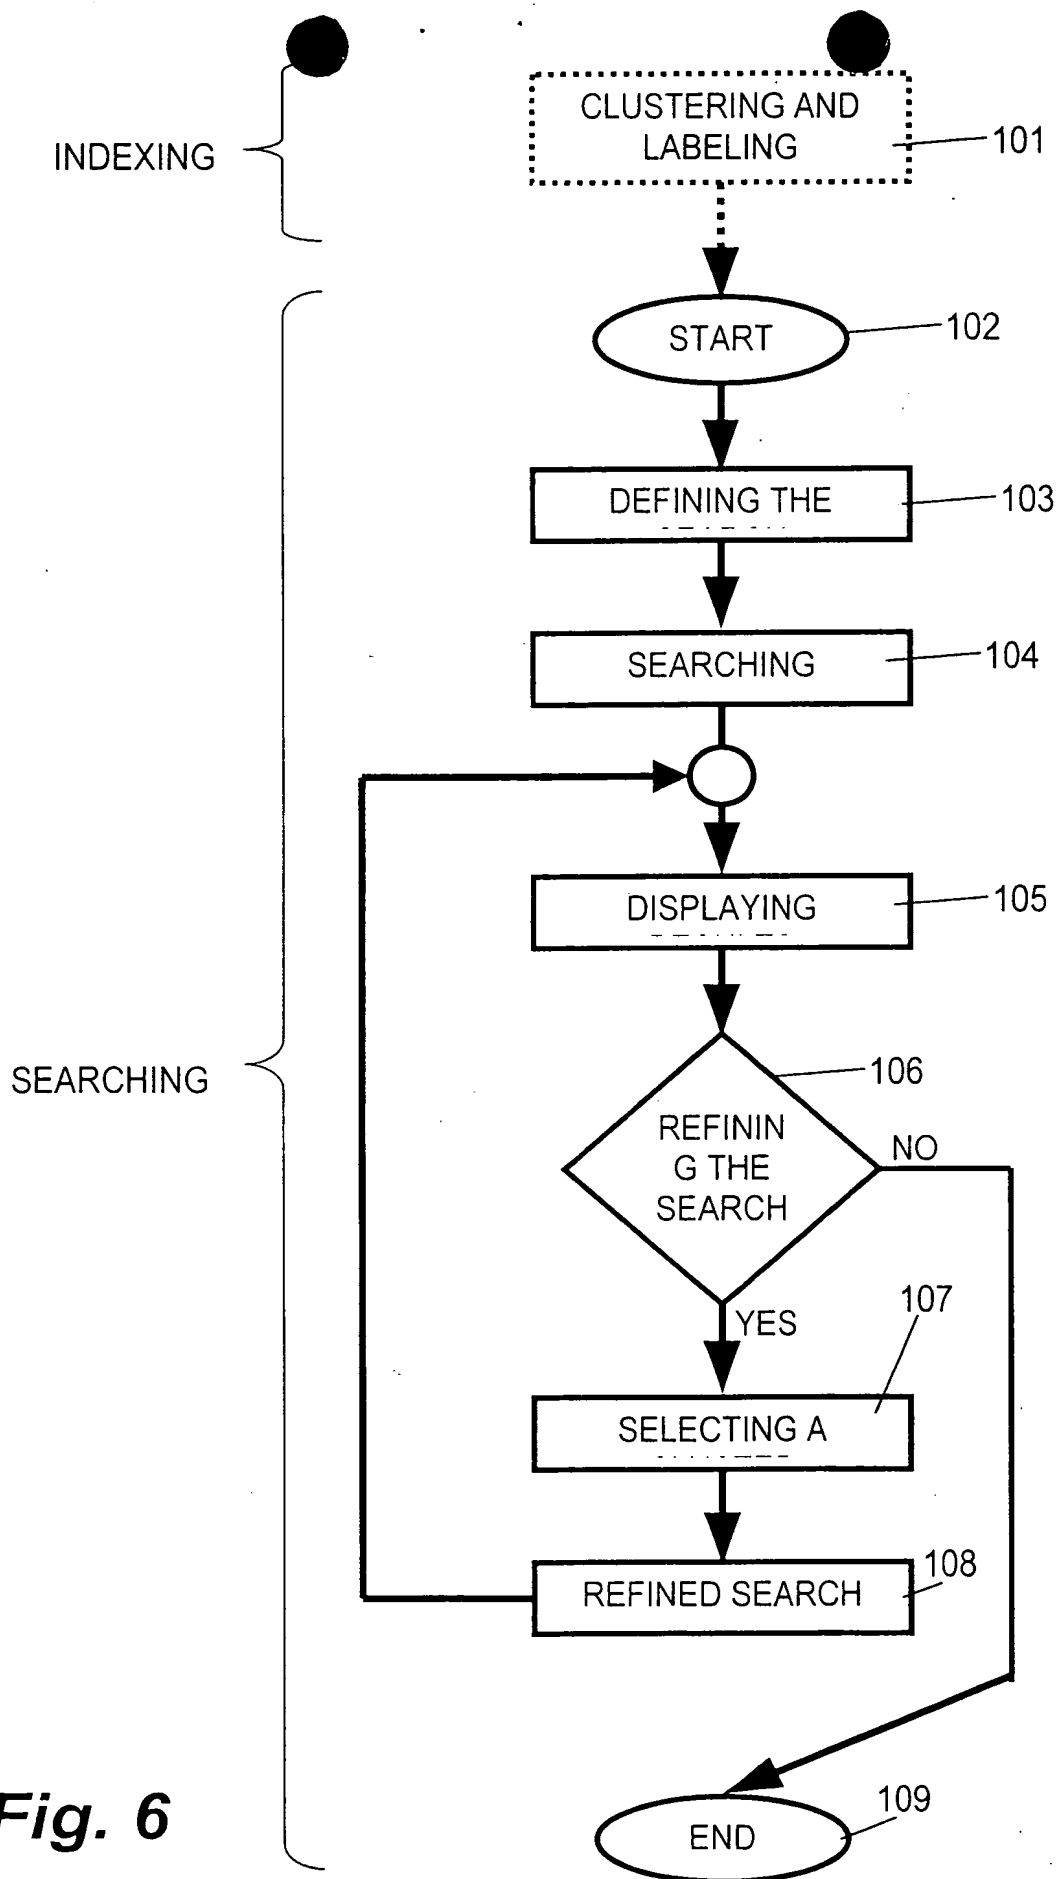 CLUSTERING AND
LABELING
101
INDEXING
START
102
DEFINING THE
103
SEARCHING
104
DISPLAYING
105
SEARCHING
106
REFININ
G THE
SEARCH
NO
YES
107
SELECTING A
REFINED SEARCH
108
END
109
Fig. 6